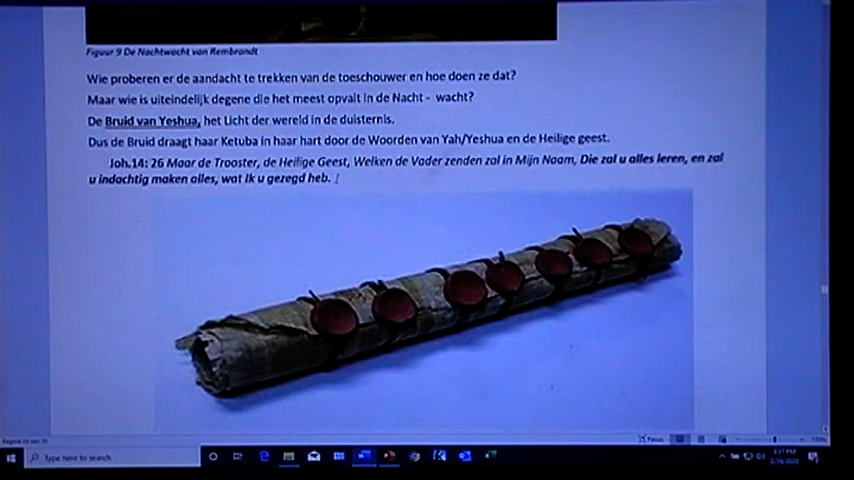 Figuur 9 De Nachtwacht van Rembrandt
Wie proberen er de aandacht te trekken van de toeschouwer en hoe doen ze dat?
Maar wie is uiteindelijk degene die het meest opvalt in de Nacht - wacht?
De Bruid van Yeshua, het Licht der wereld in de duisternis.
Dus de Bruid draagt haar Ketuba in haar hart door de Woorden van Yah/Yeshua en de Heilige geest.
Joh.14: 26 Maar de Trooster, de Heilige Geest, Welken de Vader zenden zal in Mijn Naam, Die zal u alles leren, en zal
u indachtig maken alles, wat Ik u gezegd heb.
Focus
Type here to search
3:37 PM